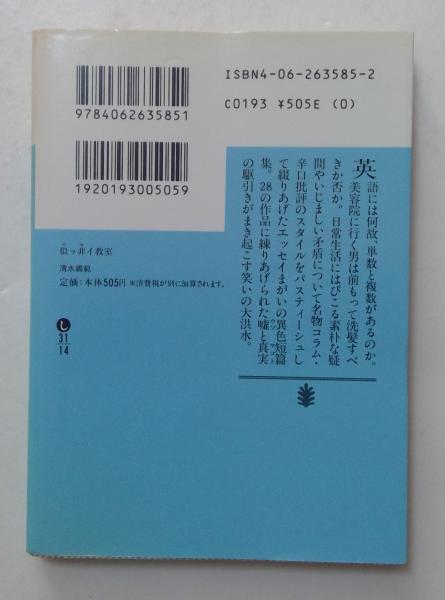 ISBN4-06-263585-2
C0193 ¥505E (0)
9784062635851
1920193005059
英語には何故、単数と複数があるのか。
美容院に行く男は前もって洗髪すべ
きか否か。日常生活にはびこる素朴な疑
問やいじましい矛盾について名物コラム・
辛口批評のスタイルをパスティーシュし
て綴りあげたエッセイまがいの異色短篇
集。28の作品に練りあげられた嘘と真実
の駆引きがまき起こす笑いの大洪水。
似ッ非イ教室
清水義範
定価:本体505円 ※消費税が別に加算されます。
し
31
14